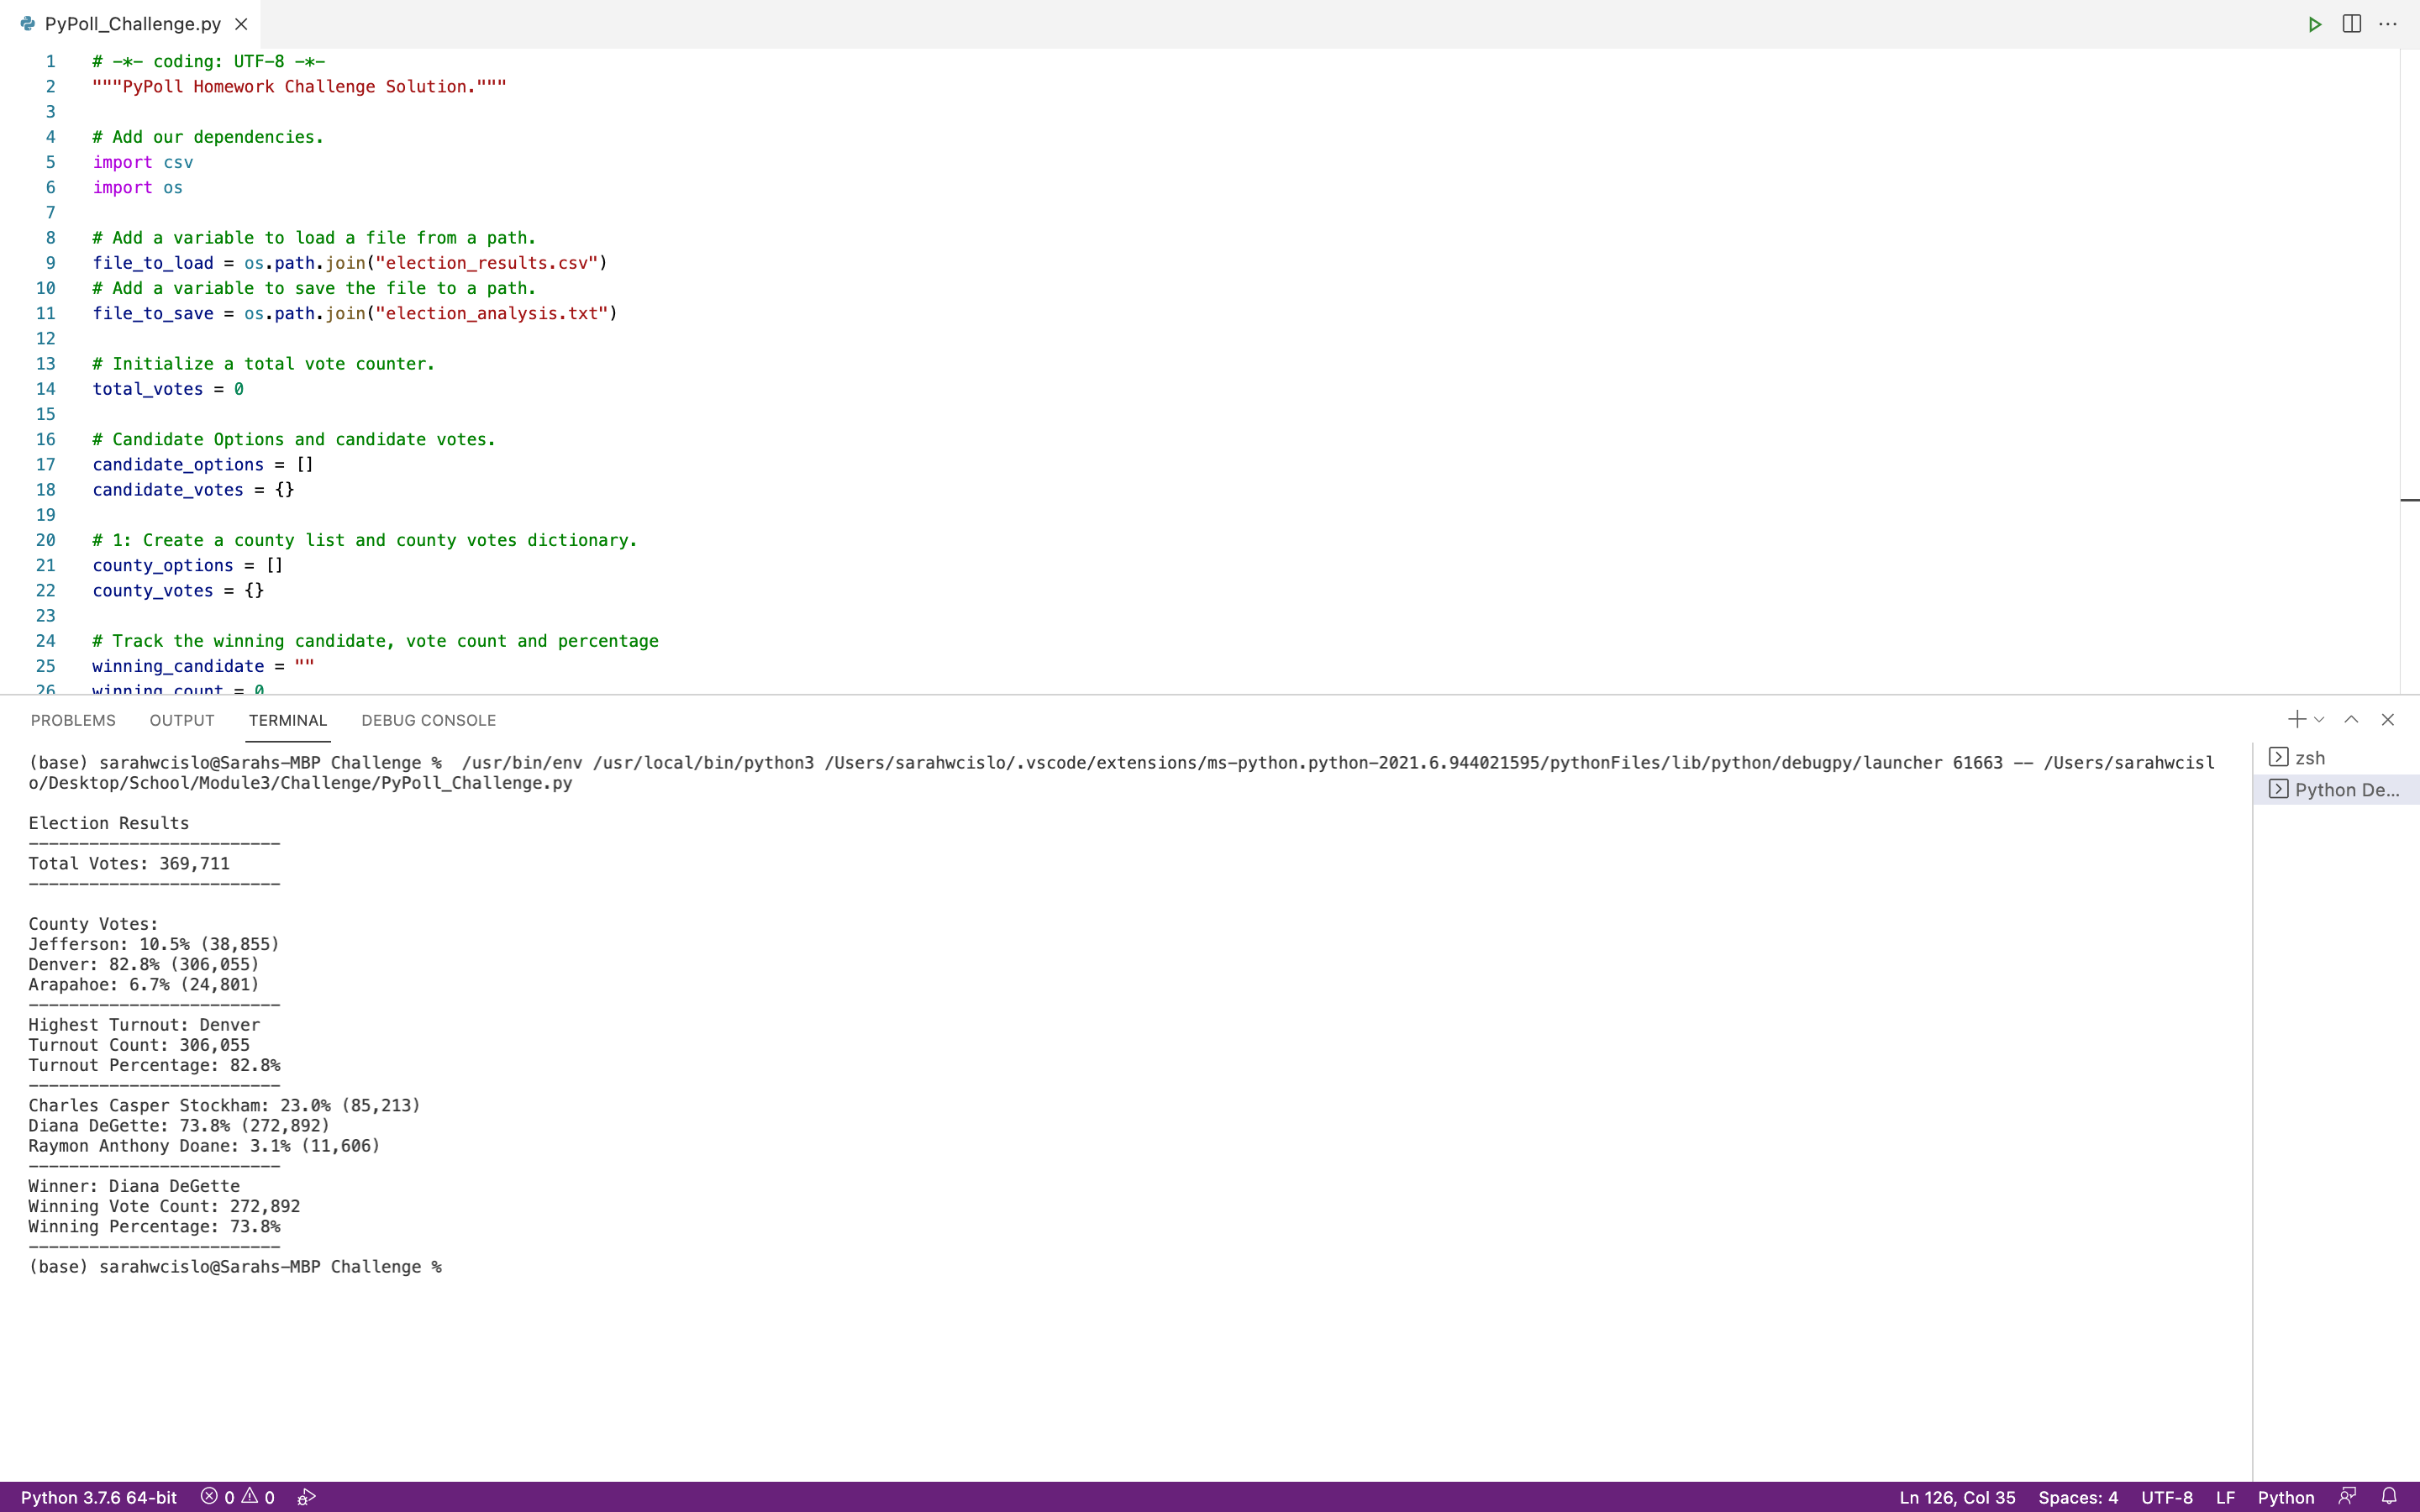 PyPoll_Challenge.py
1 # -*- coding: UTF-8 -*-
2 """PyPoll Homework Challenge Solution."""
3
4 # Add our dependencies.
5 import csv
6 import os
7
8 # Add a variable to load a file from a path.
9 file_to_load = os.path.join("election_results.csv")
10 # Add a variable to save the file to a path.
11 file_to_save = os.path.join("election_analysis.txt")
12
13 # Initialize a total vote counter.
14 total_votes = 0
15
16 # Candidate Options and candidate votes.
17 candidate_options = []
18 candidate_votes = {}
19
20 # 1: Create a county list and county votes dictionary.
21 county_options = []
22 county_votes = {}
23
24 # Track the winning candidate, vote count and percentage
25 winning_candidate = ""
26 winning_count = 0
PROBLEMS OUTPUT TERMINAL DEBUG CONSOLE
(base) sarahwcislo@Sarahs-MBP Challenge %  /usr/bin/env /usr/local/bin/python3 /Users/sarahwcislo/.vscode/extensions/ms-python.python-2021.6.944021595/pythonFiles/lib/python/debugpy/launcher 61663 -- /Users/sarahwcisl
o/Desktop/School/Module3/Challenge/PyPoll_Challenge.py
zsh
Python De...
Election Results
-------------------------
Total Votes: 369,711
-------------------------
County Votes:
Jefferson: 10.5% (38,855)
Denver: 82.8% (306,055)
Arapahoe: 6.7% (24,801)
-------------------------
Highest Turnout: Denver
Turnout Count: 306,055
Turnout Percentage: 82.8%
-------------------------
Charles Casper Stockham: 23.0% (85,213)
Diana DeGette: 73.8% (272,892)
Raymon Anthony Doane: 3.1% (11,606)
-------------------------
Winner: Diana DeGette
Winning Vote Count: 272,892
Winning Percentage: 73.8%
-------------------------
(base) sarahwcislo@Sarahs-MBP Challenge %
Python 3.7.6 64-bit 0 0 Ln 126, Col 35 Spaces: 4 UTF-8 LF Python